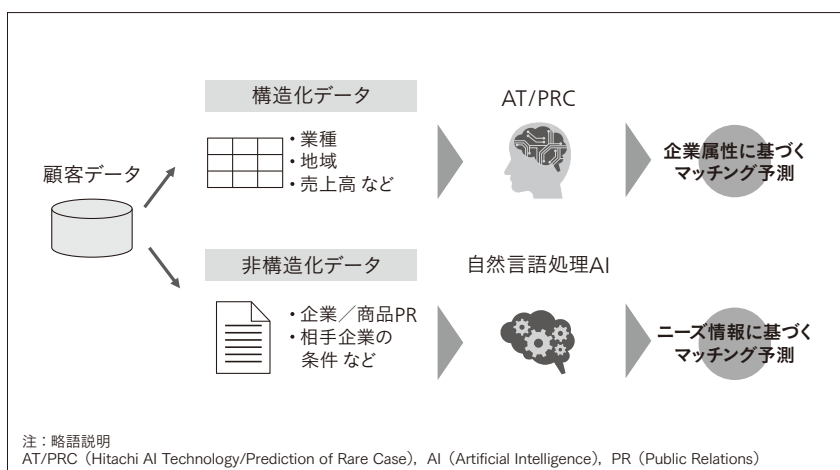 顧客データ
構造化データ
・業種
・地域
・売上高 など
AT/PRC
企業属性に基づく
マッチング予測
非構造化データ
・企業／商品PR
・相手企業の
条件 など
自然言語処理AI
ニーズ情報に基づく
マッチング予測
注：略語説明
AT/PRC（Hitachi AI Technology/Prediction of Rare Case），AI（Artificial Intelligence），PR（Public Relations）